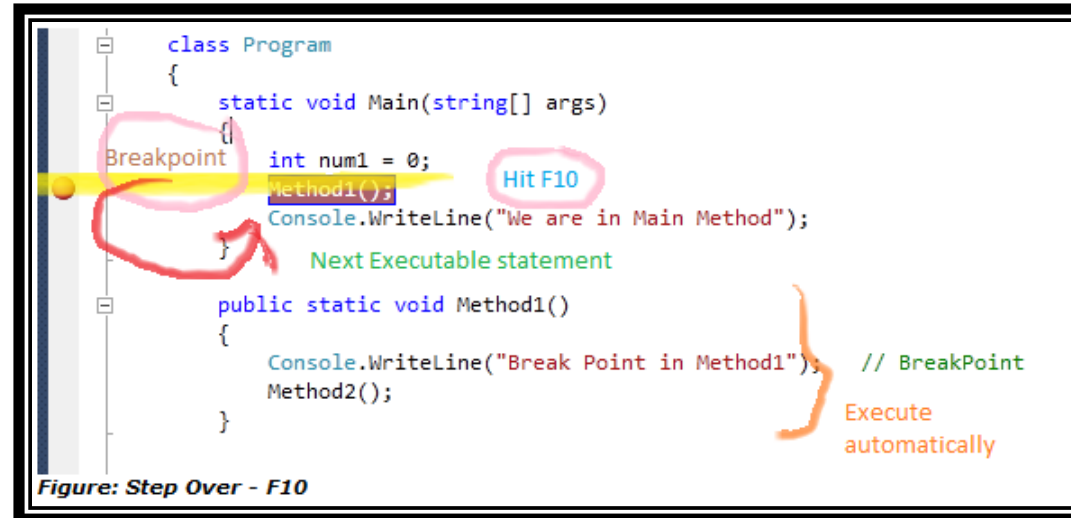 class Program
{
static void Main(string[] args)
{
Breakpoint
int num1 = 0;
Method1();
Hit F10
Console.WriteLine("We are in Main Method");
}
Next Executable statement
public static void Method1()
{
Console.WriteLine("Break Point in Method1"); // BreakPoint
Method2();
}
Execute
automatically
Figure: Step Over - F10